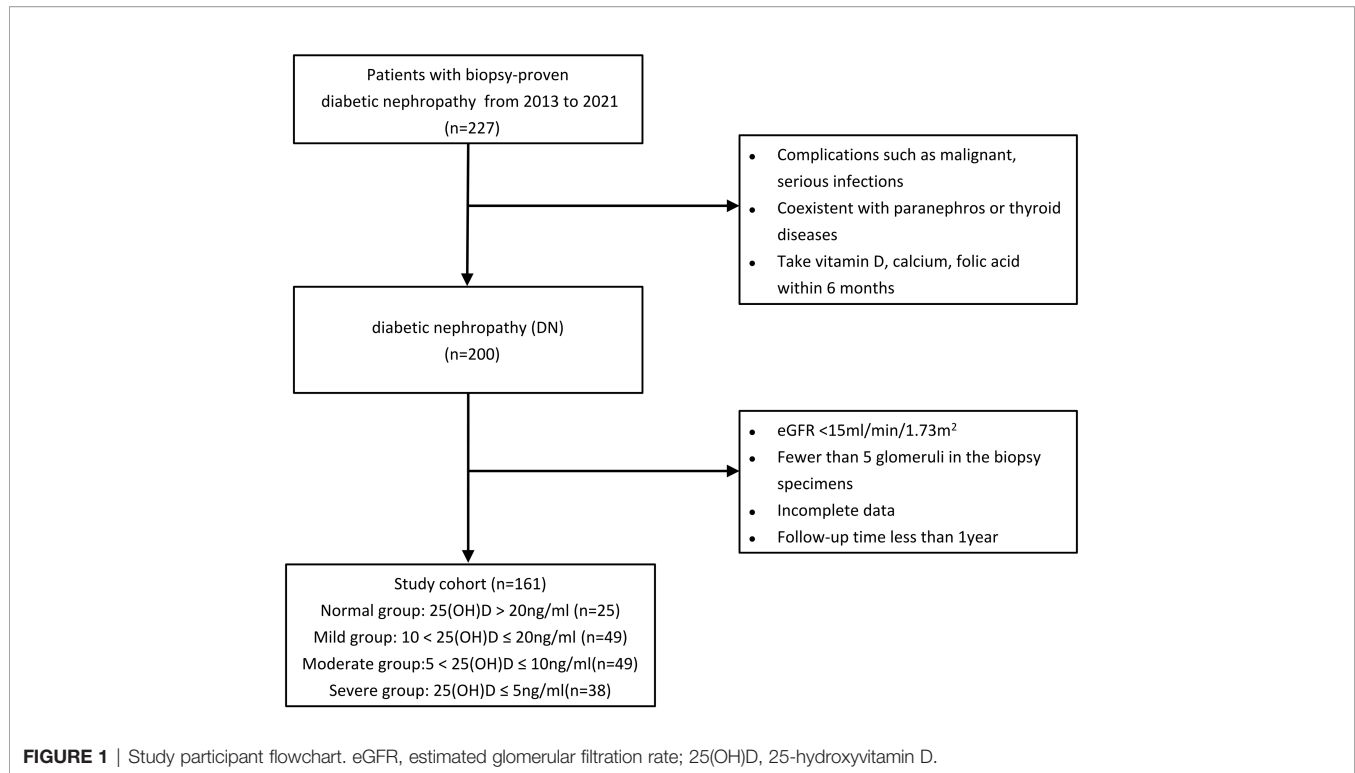 Patients with biopsy-proven
diabetic nephropathy from 2013 to 2021
(n=227)
• Complications such as malignant,
serious infections
• Coexistent with paranephros or thyroid
diseases
• Take vitamin D, calcium, folic acid
within 6 months
diabetic nephropathy (DN)
(n=200)
• eGFR <15ml/min/1.73m²
• Fewer than 5 glomeruli in the biopsy
specimens
• Incomplete data
• Follow-up time less than 1year
Study cohort (n=161)
Normal group: 25(OH)D > 20ng/ml (n=25)
Mild group: 10 < 25(OH)D ≤ 20ng/ml (n=49)
Moderate group:5 < 25(OH)D ≤ 10ng/ml(n=49)
Severe group: 25(OH)D ≤ 5ng/ml(n=38)
FIGURE 1 | Study participant flowchart. eGFR, estimated glomerular filtration rate; 25(OH)D, 25-hydroxyvitamin D.